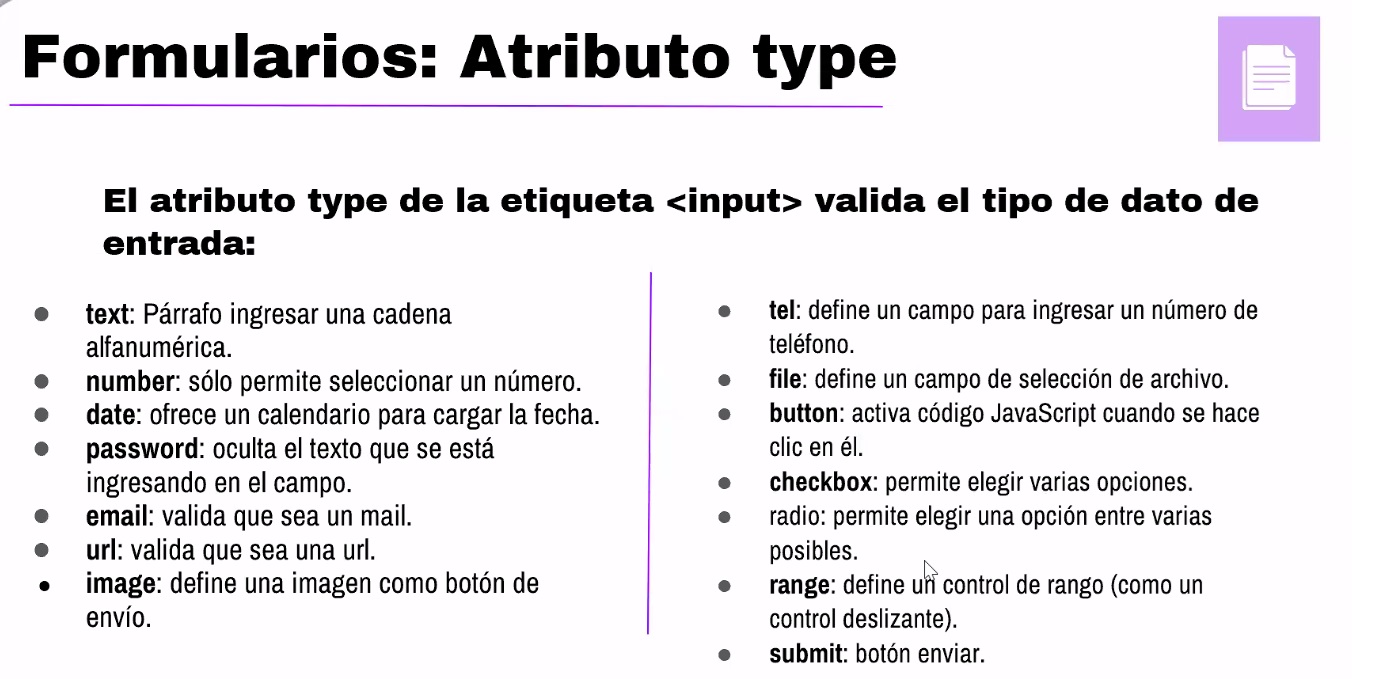 Formularios: Atributo type
El atributo type de la etiqueta <input> valida el tipo de dato de
entrada:
● text: Párrafo ingresar una cadena
alfanumérica.
● number: sólo permite seleccionar un número.
● date: ofrece un calendario para cargar la fecha.
● password: oculta el texto que se está
ingresando en el campo.
● email: valida que sea un mail.
● url: valida que sea una url.
● image: define una imagen como botón de
envío.
● tel: define un campo para ingresar un número de
teléfono.
● file: define un campo de selección de archivo.
● button: activa código JavaScript cuando se hace
clic en él.
● checkbox: permite elegir varias opciones.
● radio: permite elegir una opción entre varias
posibles.
● range: define un control de rango (como un
control deslizante).
● submit: botón enviar.